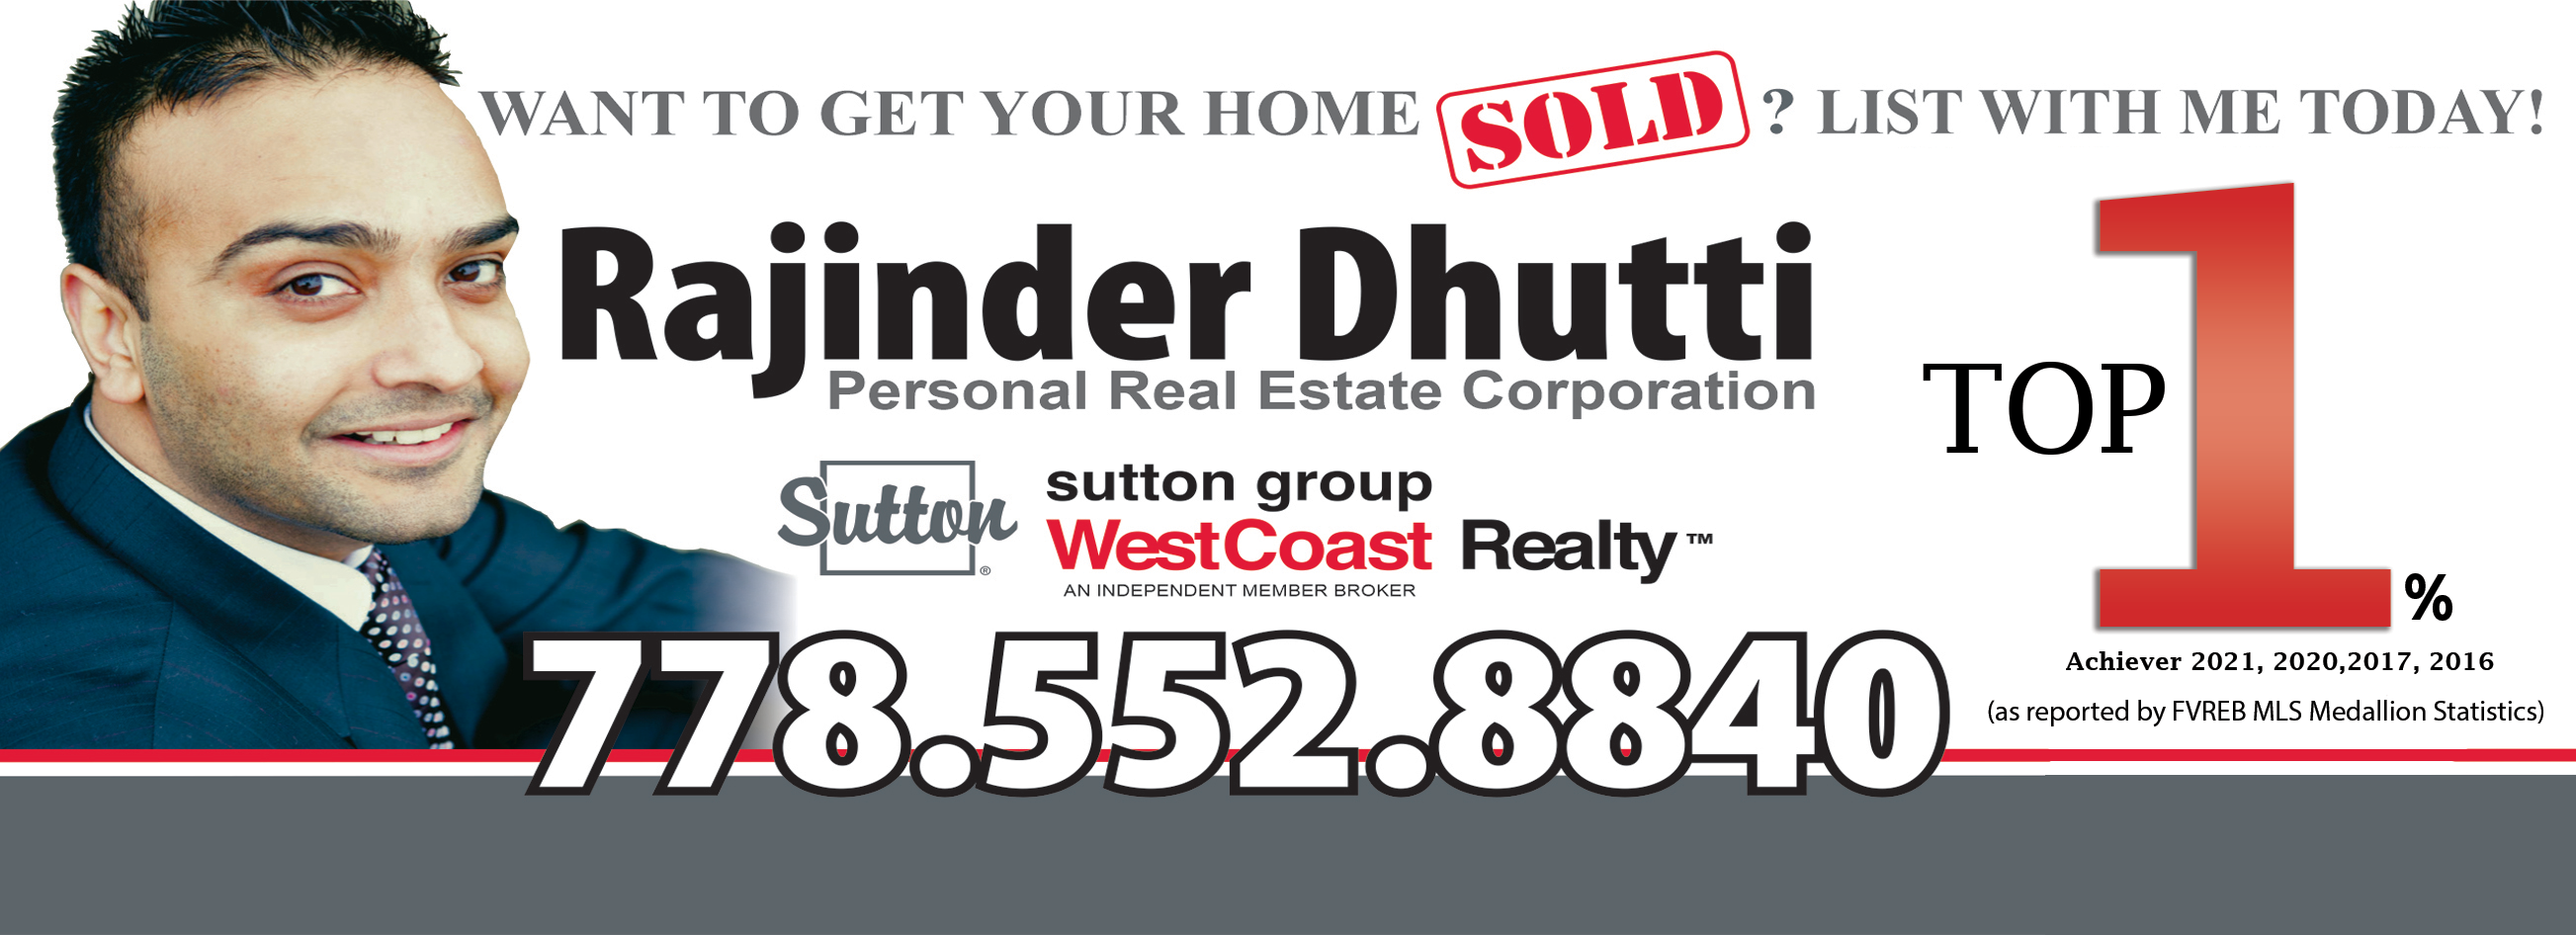 WANT TO GET YOUR HOME SOLD ? LIST WITH ME TODAY!
Rajinder Dhutti
Personal Real Estate Corporation
Sutton ®
sutton group
WestCoast Realty ™
AN INDEPENDENT MEMBER BROKER
778.552.8840
TOP 1 %
Achiever 2021, 2020,2017, 2016
(as reported by FVREB MLS Medallion Statistics)